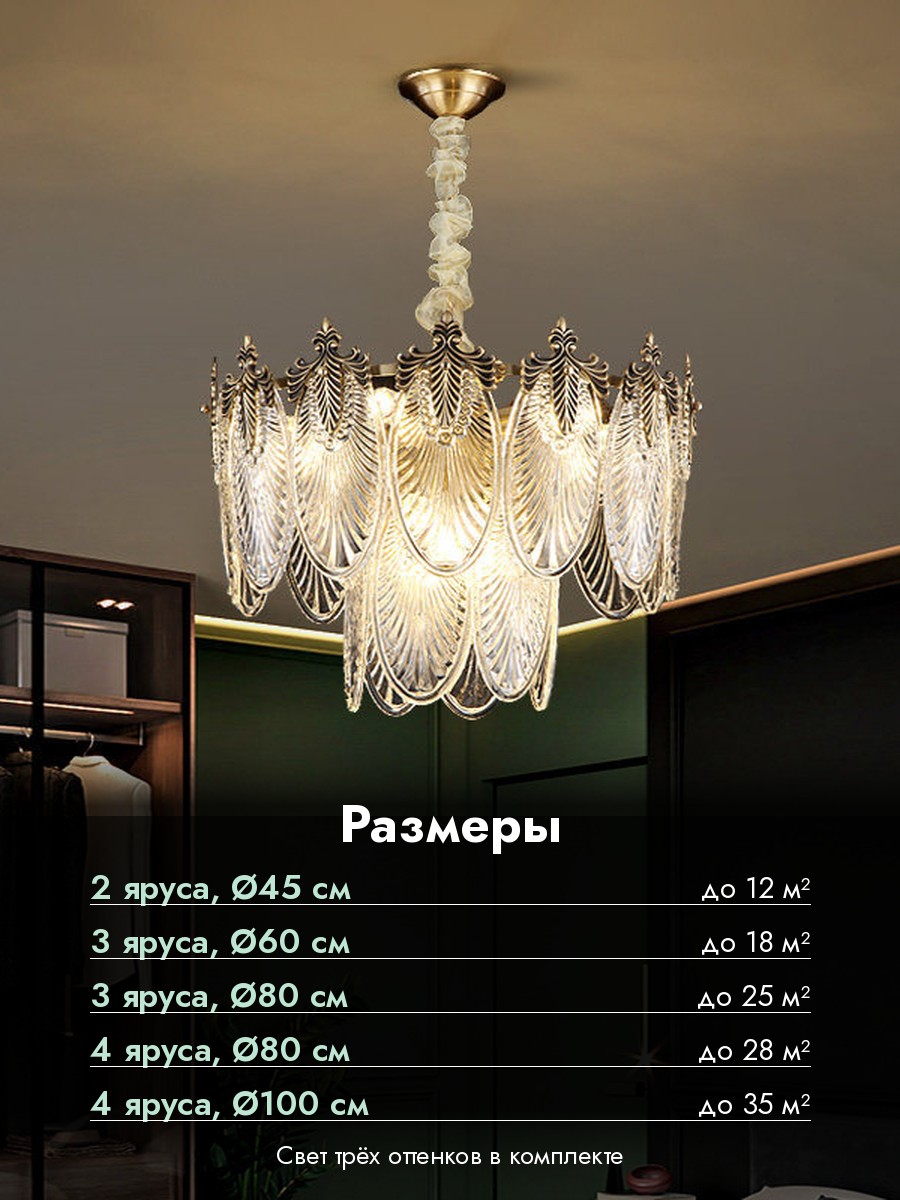 Размеры
2 яруса, Ø45 см до 12 м²
3 яруса, Ø60 см до 18 м²
3 яруса, Ø80 см до 25 м²
4 яруса, Ø80 см до 28 м²
4 яруса, Ø100 см до 35 м²
Свет трёх оттенков в комплекте